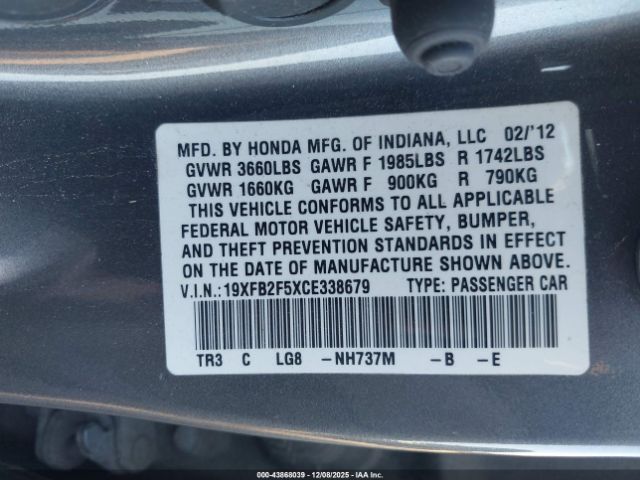 MFD. BY HONDA MFG. OF INDIANA, LLC 02/'12
GVWR 3660LBS GAWR F 1985LBS R 1742LBS
GVWR 1660KG GAWR F 900KG R 790KG
THIS VEHICLE CONFORMS TO ALL APPLICABLE
FEDERAL MOTOR VEHICLE SAFETY, BUMPER,
AND THEFT PREVENTION STANDARDS IN EFFECT
ON THE DATE OF MANUFACTURE SHOWN ABOVE.
V.I.N.: 19XFB2F5XCE338679 TYPE: PASSENGER CAR
TR3 C LG8 -NH737M -B -E
000-43868039 - 12/08/2025 - IAA, Inc.